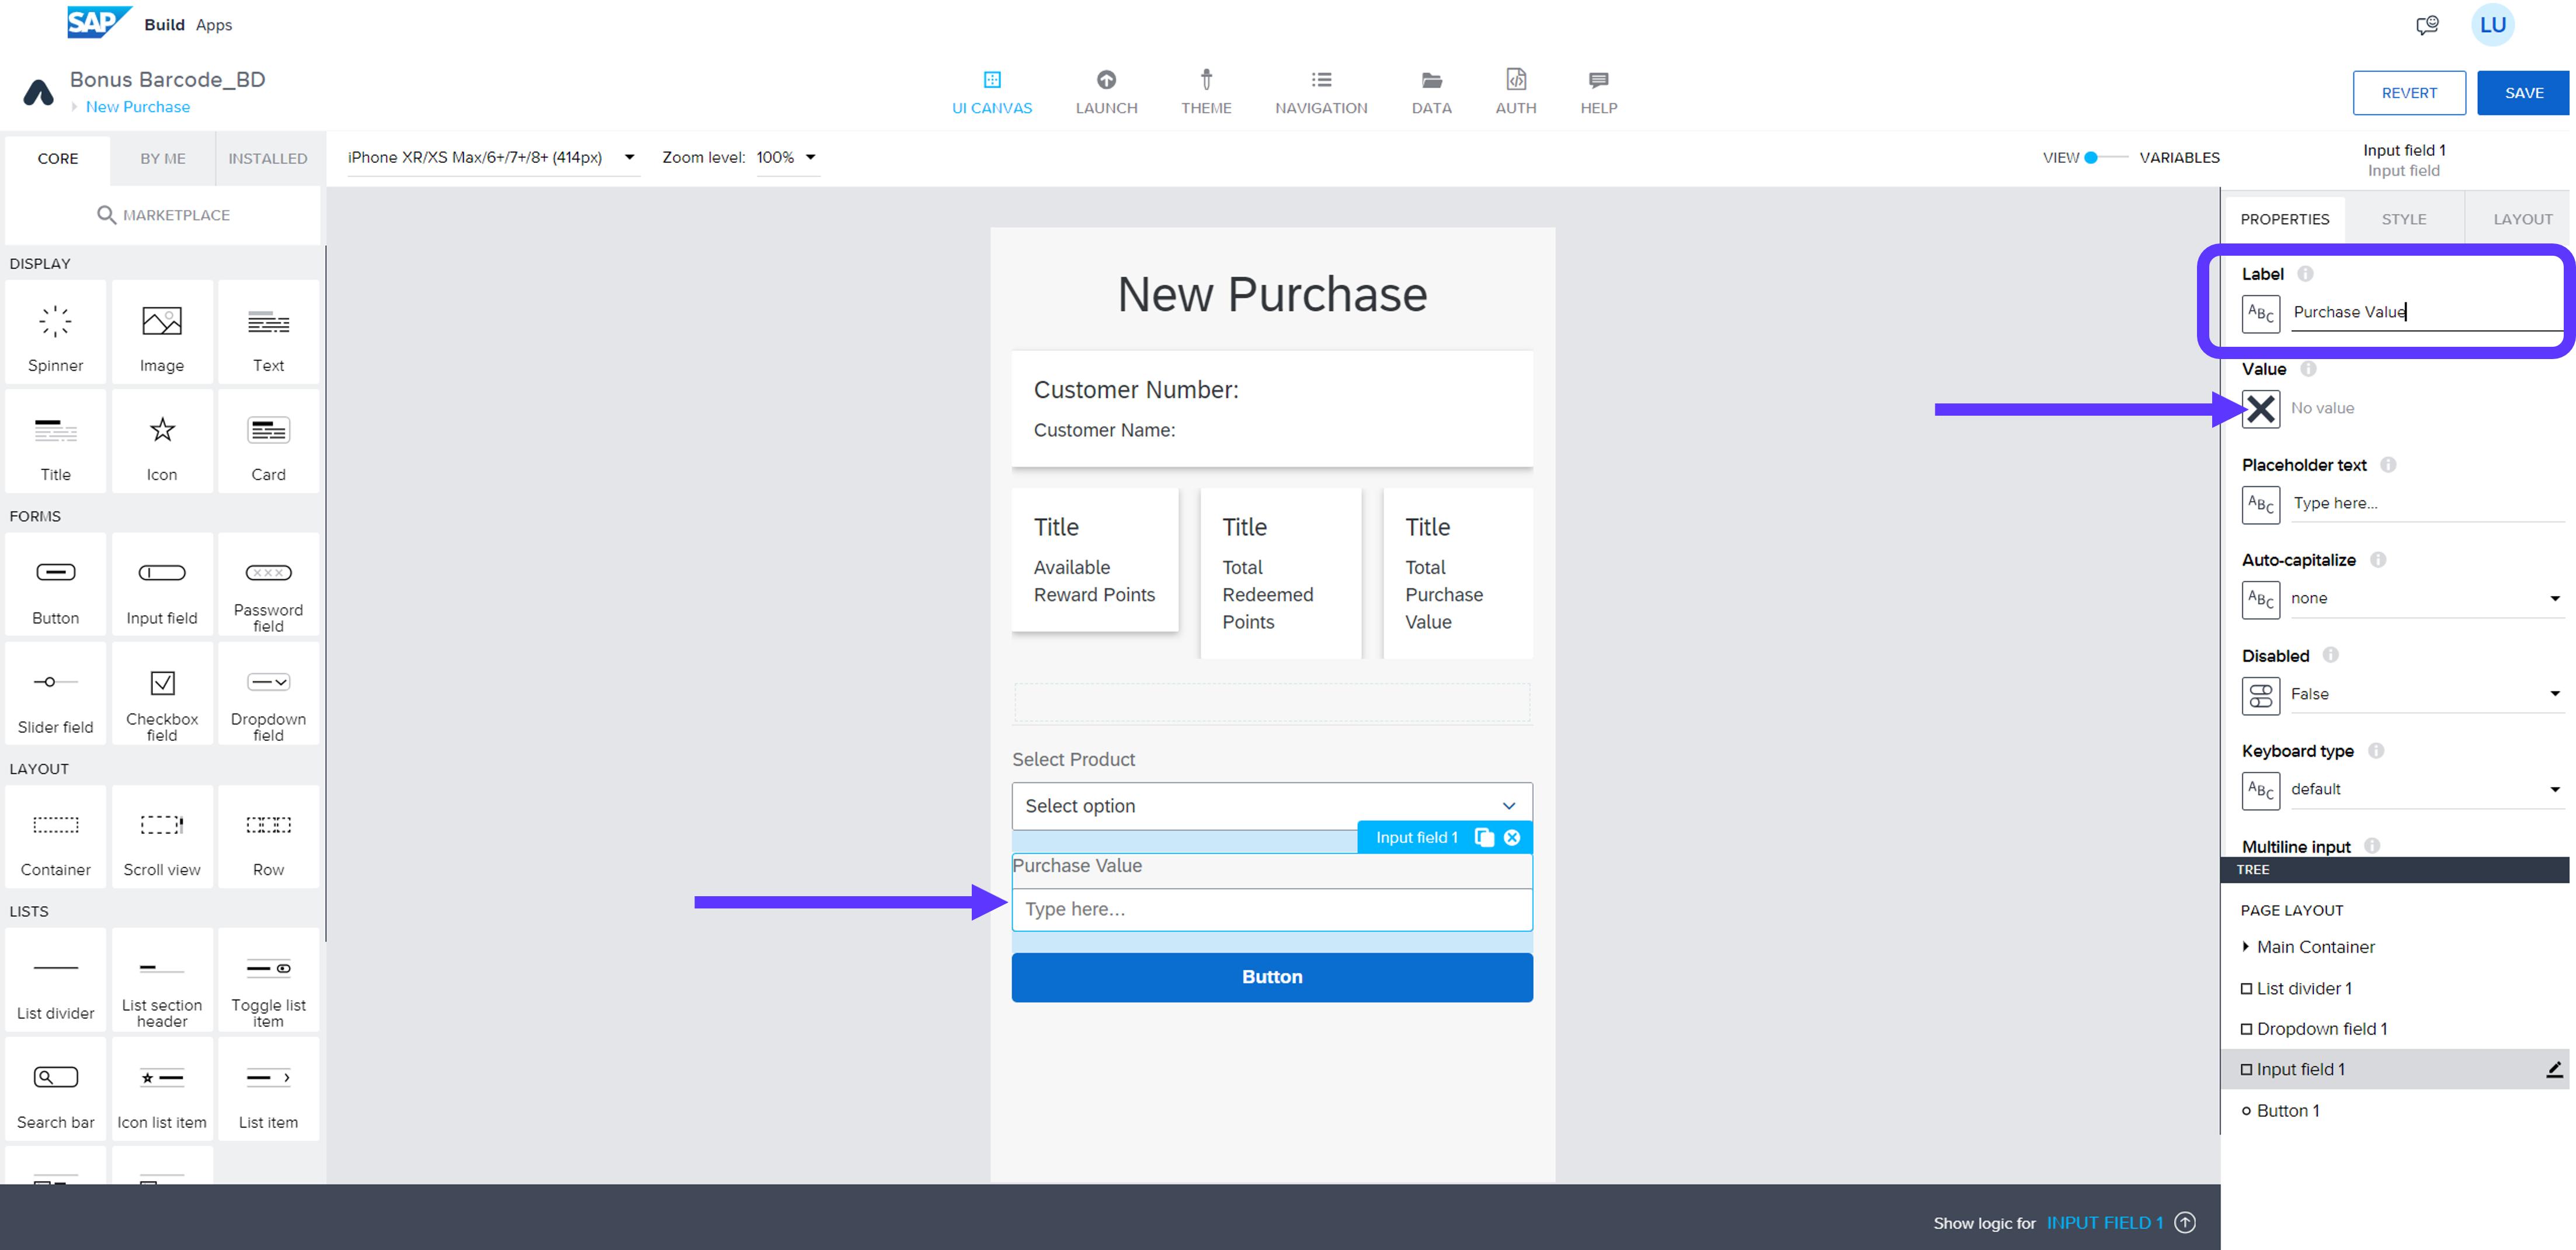 SAP Build Apps
LU
Bonus Barcode_BD
New Purchase
UI CANVAS
LAUNCH
THEME
NAVIGATION
DATA
AUTH
HELP
REVERT
SAVE
CORE
BY ME
INSTALLED
MARKETPLACE
iPhone XR/XS Max/6+/7+/8+ (414px)
Zoom level: 100%
VIEW
VARIABLES
Input field 1
Input field
DISPLAY
Spinner
Image
Text
Title
Icon
Card
FORMS
Button
Input field
Password
field
Slider field
Checkbox
field
Dropdown
field
LAYOUT
Container
Scroll view
Row
LISTS
List divider
List section
header
Toggle list
item
Search bar
Icon list item
List item
New Purchase
Customer Number:
Customer Name:
Title
Available
Reward Points
Title
Total
Redeemed
Points
Title
Total
Purchase
Value
Select Product
Select option
Input field 1
Purchase Value
Type here...
Button
Show logic for INPUT FIELD 1
PROPERTIES
STYLE
LAYOUT
Label
ABC
Purchase Value
Value
No value
Placeholder text
ABC
Type here...
Auto-capitalize
ABC
none
Disabled
False
Keyboard type
ABC
default
Multiline input
TREE
PAGE LAYOUT
Main Container
List divider 1
Dropdown field 1
Input field 1
Button 1